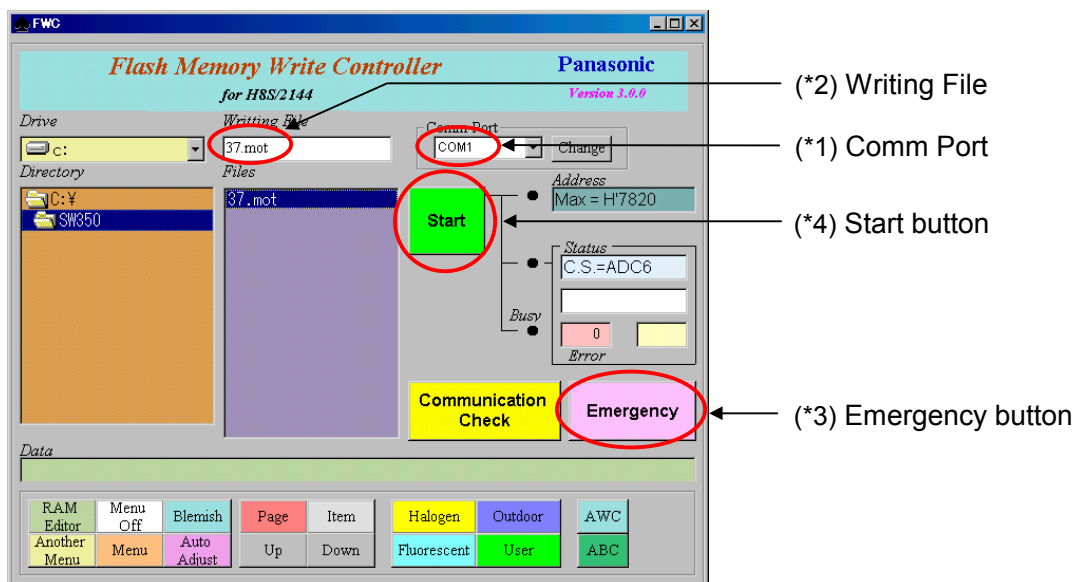 FWC
Flash Memory Write Controller
Panasonic
for H8S/2144
Version 3.0.0
(*2) Writing File
Drive
Writting File
Comm Port
c:
37.mot
COM1
Change
(*1) Comm Port
Directory
Files
Address
C:¥
37.mot
Start
Max = H'7820
SW350
(*4) Start button
Status
C.S.=ADC6
Busy
0
Error
Communication
Check
Emergency
(*3) Emergency button
Data
RAM
Editor
Menu
Off
Blemish
Page
Item
Halogen
Outdoor
AWC
Another
Menu
Menu
Auto
Adjust
Up
Down
Fluorescent
User
ABC